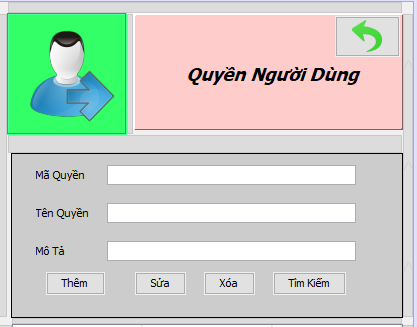 Quyền Người Dùng
Mã Quyền
Tên Quyền
Mô Tả
Thêm Sửa Xóa Tìm Kiếm